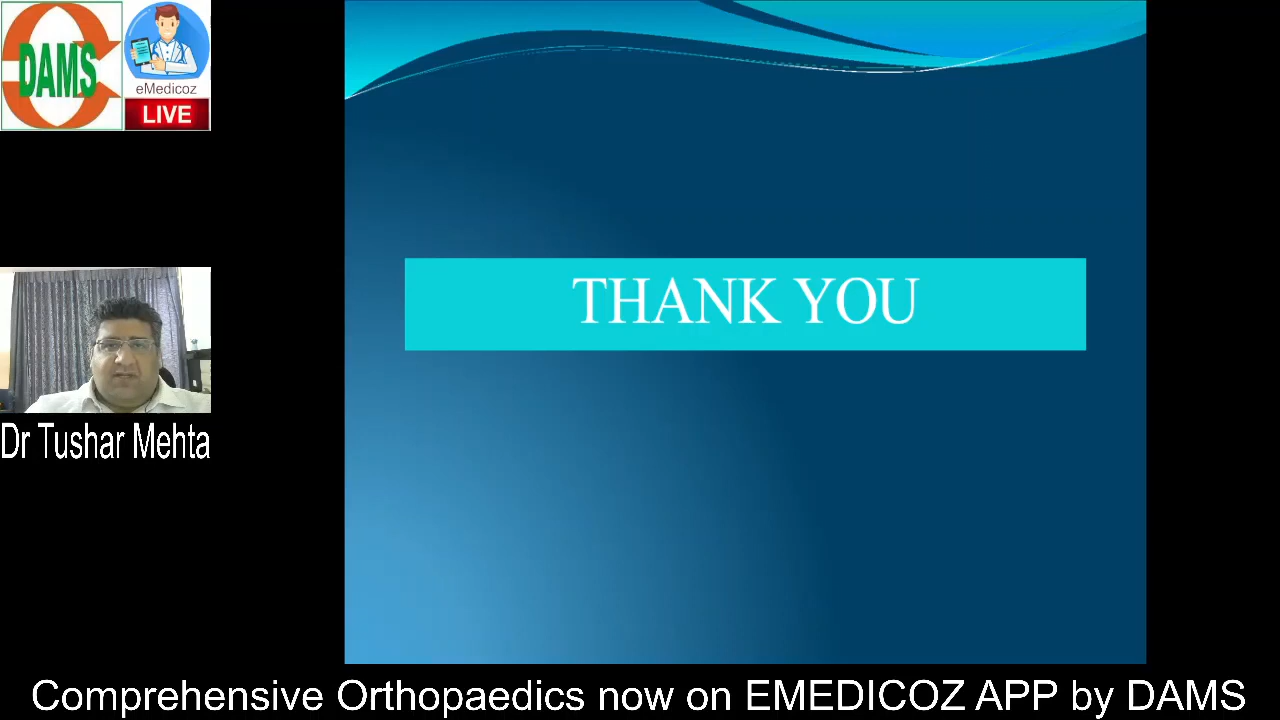 DAMS
eMedicoz
LIVE
THANK YOU
Dr Tushar Mehta
Comprehensive Orthopaedics now on EMEDICOZ APP by DAMS